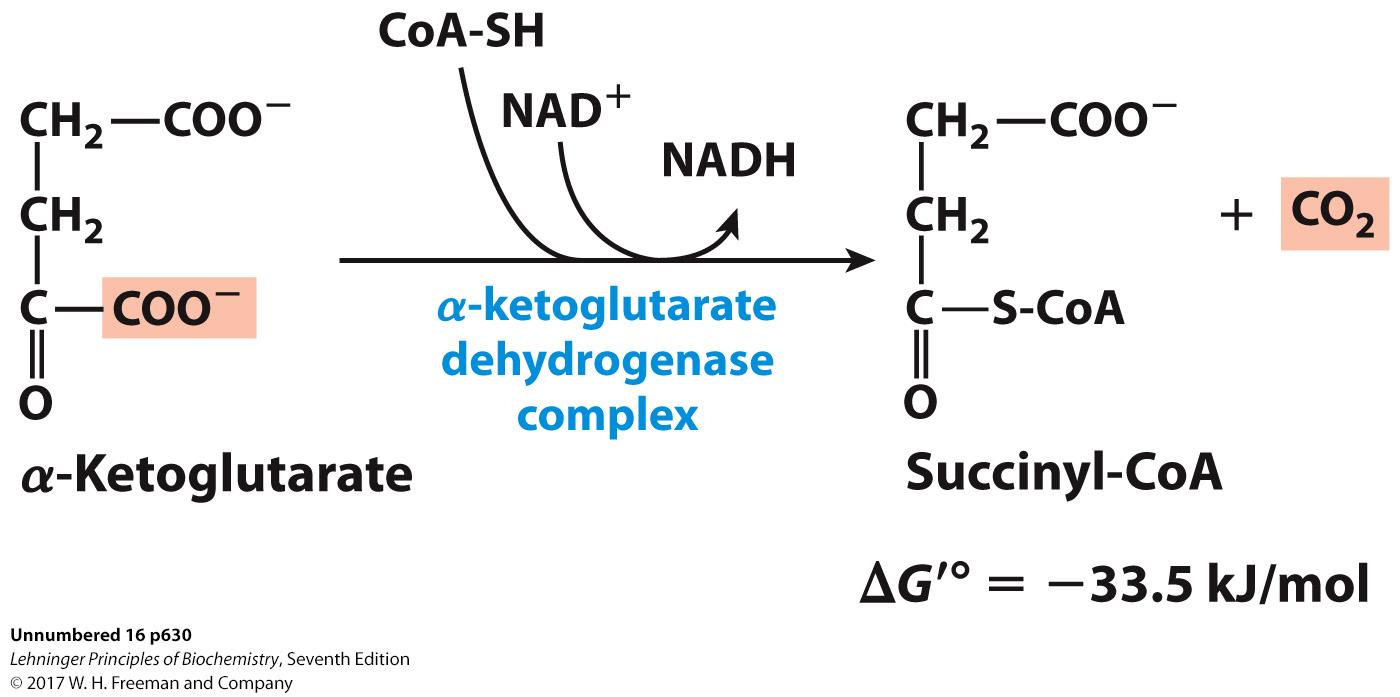 CoA-SH
NAD⁺
NADH
CH₂—COO⁻
CH₂
C—COO⁻
O
α-Ketoglutarate
α-ketoglutarate
dehydrogenase
complex
CH₂—COO⁻
CH₂
C—S-CoA
O
Succinyl-CoA
+ CO₂
ΔG′° = −33.5 kJ/mol
Unnumbered 16 p630
Lehninger Principles of Biochemistry, Seventh Edition
© 2017 W. H. Freeman and Company